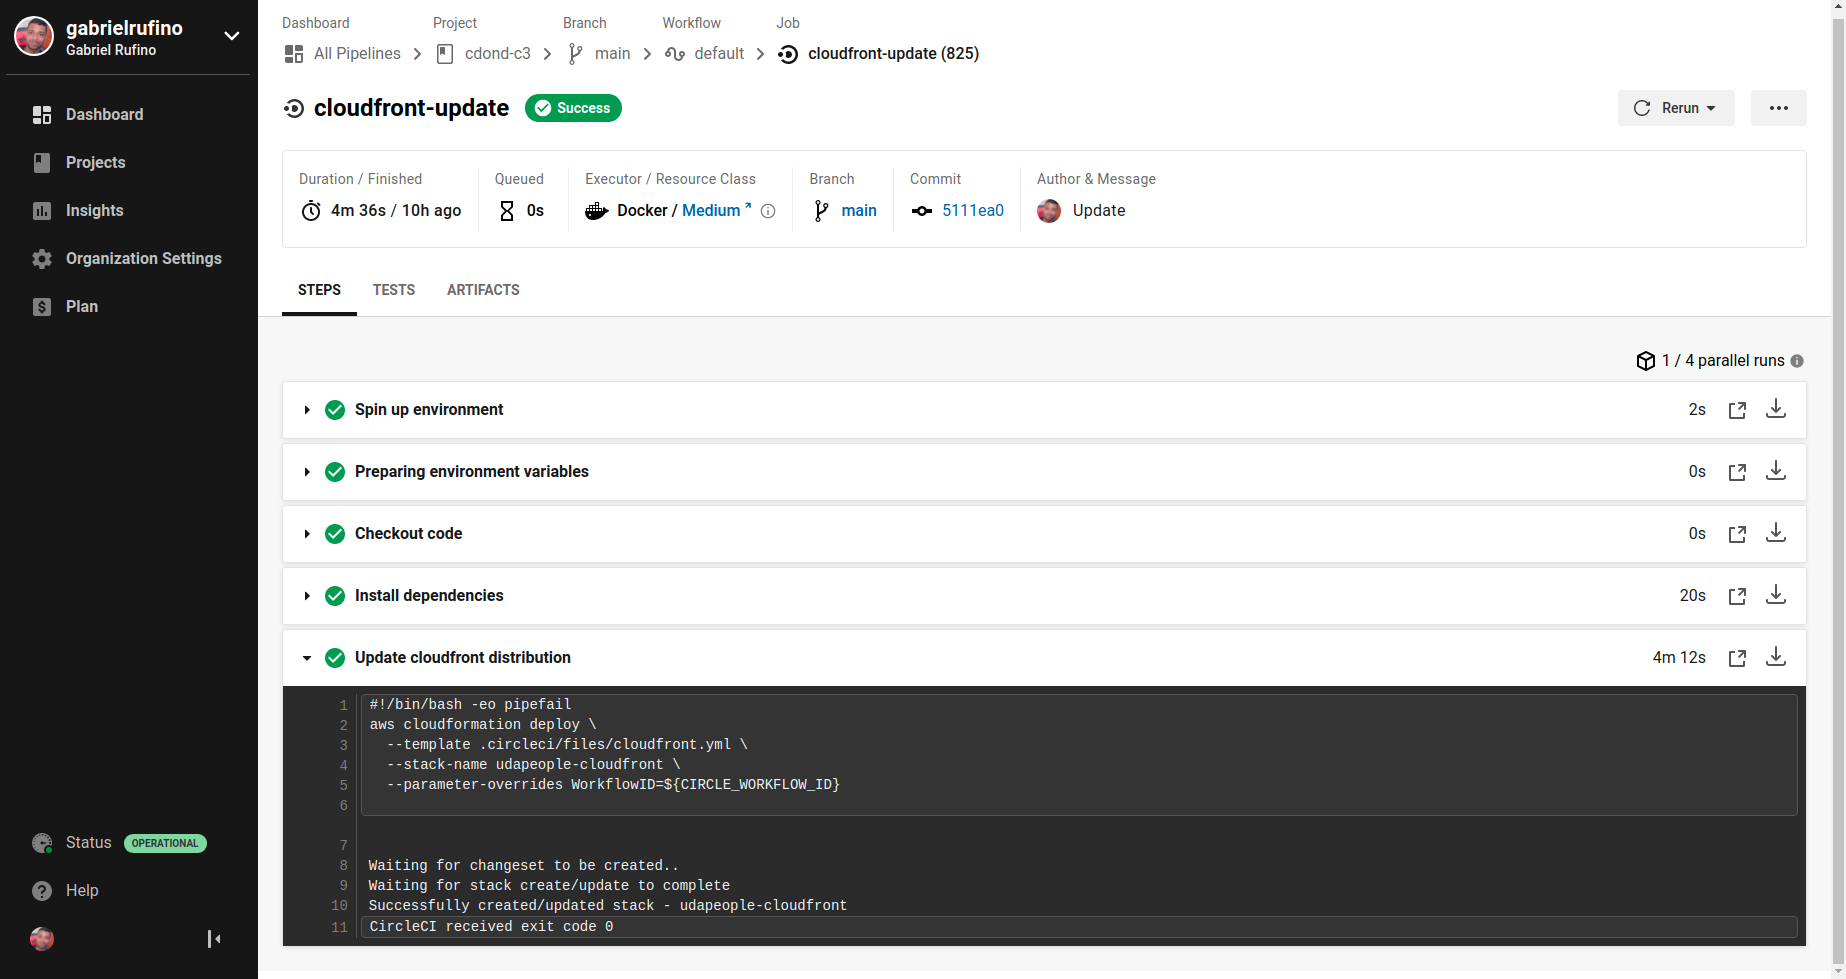 gabrielrufino
Gabriel Rufino
Dashboard
Projects
Insights
Organization Settings
Plan
Status OPERATIONAL
Help
Dashboard Project Branch Workflow Job
All Pipelines cdond-c3 main default cloudfront-update (825)
cloudfront-update Success Rerun
Duration / Finished Queued Executor / Resource Class Branch Commit Author & Message
4m 36s / 10h ago 0s Docker / Medium main 5111ea0 Update
STEPS TESTS ARTIFACTS
1 / 4 parallel runs
Spin up environment 2s
Preparing environment variables 0s
Checkout code 0s
Install dependencies 20s
Update cloudfront distribution 4m 12s
1 #!/bin/bash -eo pipefail
2 aws cloudformation deploy \
3 --template .circleci/files/cloudfront.yml \
4 --stack-name udapeople-cloudfront \
5 --parameter-overrides WorkflowID=${CIRCLE_WORKFLOW_ID}
6
7
8 Waiting for changeset to be created..
9 Waiting for stack create/update to complete
10 Successfully created/updated stack - udapeople-cloudfront
11 CircleCI received exit code 0